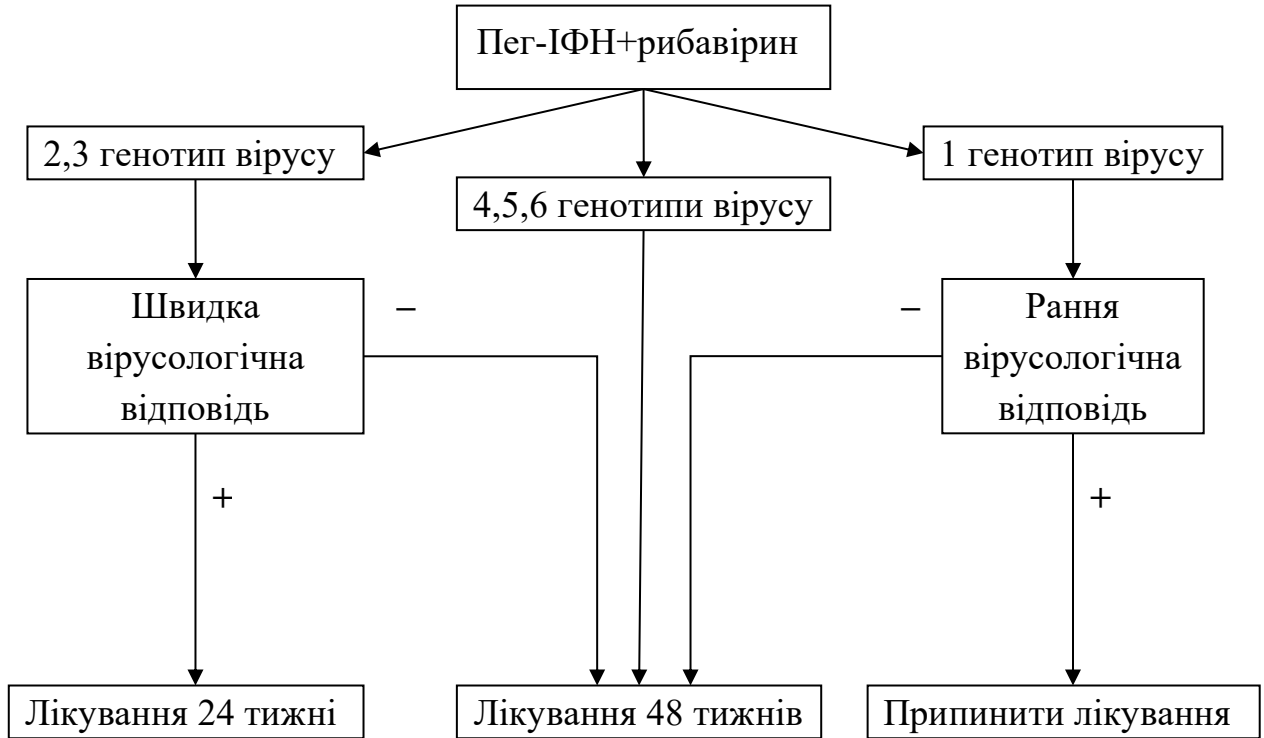 Пег-ІФН+рибавірин
2,3 генотип вірусу
4,5,6 генотипи вірусу
1 генотип вірусу
Швидка
вірусологічна
відповідь
–
–
Рання
вірусологічна
відповідь
+
+
Лікування 24 тижні
Лікування 48 тижнів
Припинити лікування